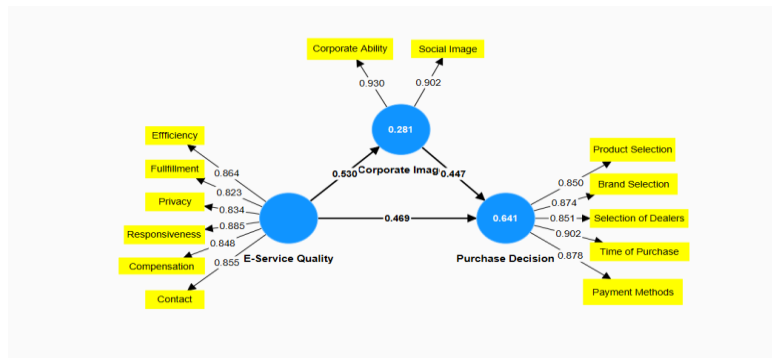 Corporate Ability
Social Image
0.930
0.902
0.281
Corporate Imag
Effficiency
Fullfillment
Privacy
Responsiveness
Compensation
Contact
0.864
0.823
0.834
0.885
0.848
0.855
E-Service Quality
0.530
0.447
0.469
0.641
Purchase Decision
0.850
0.874
0.851
0.902
0.878
Product Selection
Brand Selection
Selection of Dealers
Time of Purchase
Payment Methods